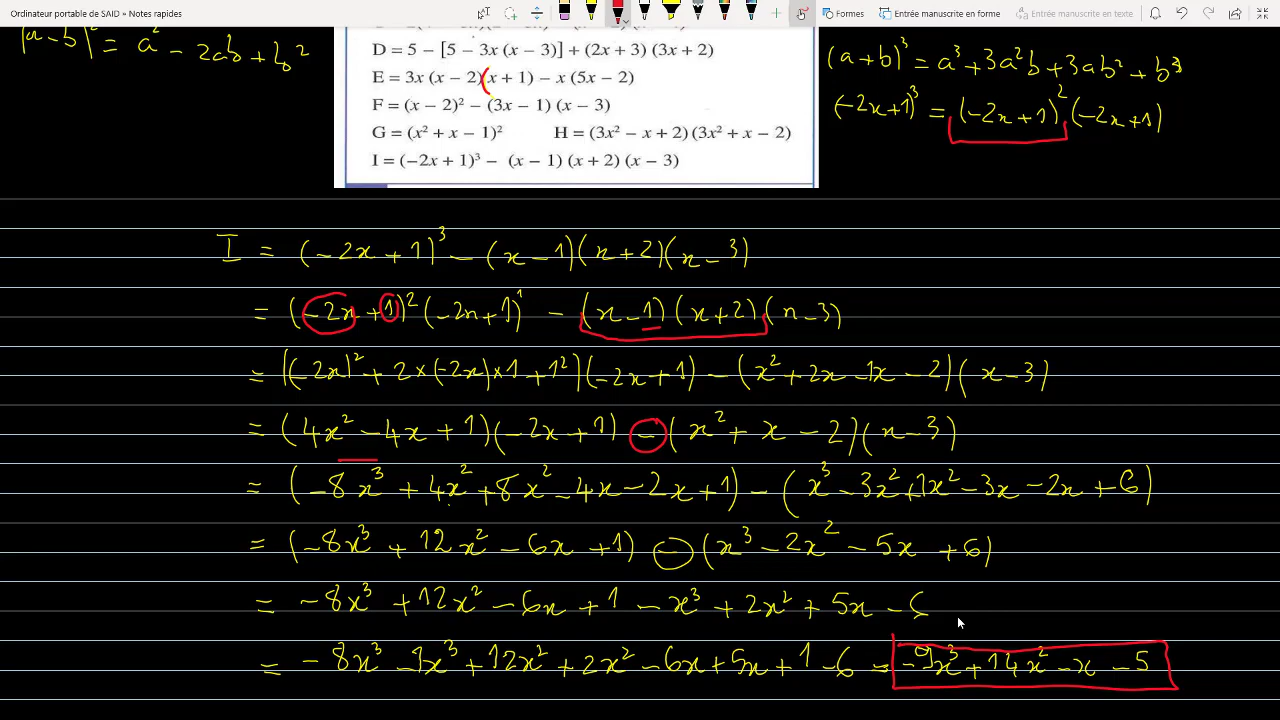 Ordinateur portable de SAID » Notes rapides
Formes
Entrée manuscrite en forme
Entrée manuscrite en texte
(a-b)² = a² - 2ab + b²
D = 5 − [5 − 3x (x − 3)] + (2x + 3) (3x + 2)
E = 3x (x − 2)(x + 1) − x (5x − 2)
F = (x − 2)² − (3x − 1) (x − 3)
G = (x² + x − 1)² H = (3x² − x + 2) (3x² + x − 2)
I = (−2x + 1)³ − (x − 1) (x + 2) (x − 3)
(a+b)³ = a³ + 3a²b + 3ab² + b³
(-2x+1)³ = (-2x+1)² (-2x+1)
I = (-2x + 1)³ - (x - 1)(x + 2)(x - 3)
= (-2x + 1)² (-2x + 1)¹ - (x - 1)(x + 2)(x - 3)
= ((-2x)² + 2×(-2x)×1 + 1²)(-2x + 1) - (x² + 2x - 1x - 2)(x - 3)
= (4x² - 4x + 1)(-2x + 1) - (x² + x - 2)(x - 3)
= (-8x³ + 4x² + 8x² - 4x - 2x + 1) - (x³ - 3x² + 1x² - 3x - 2x + 6)
= (-8x³ + 12x² - 6x + 1) - (x³ - 2x² - 5x + 6)
= -8x³ + 12x² - 6x + 1 - x³ + 2x² + 5x - 6
= -8x³ - 1x³ + 12x² + 2x² - 6x + 5x + 1 - 6 = -9x³ + 14x² - x - 5